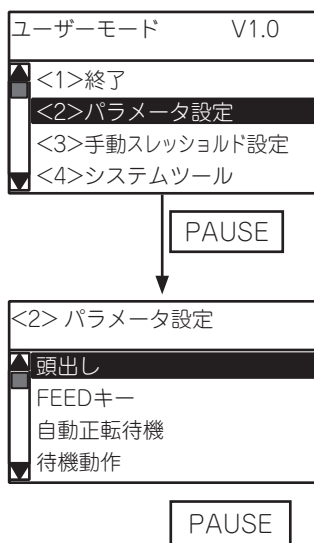 ユーザーモード V1.0
<1>終了
<2>パラメータ設定
<3>手動スレッショルド設定
<4>システムツール
PAUSE
<2> パラメータ設定
頭出し
FEEDキー
自動正転待機
待機動作
PAUSE